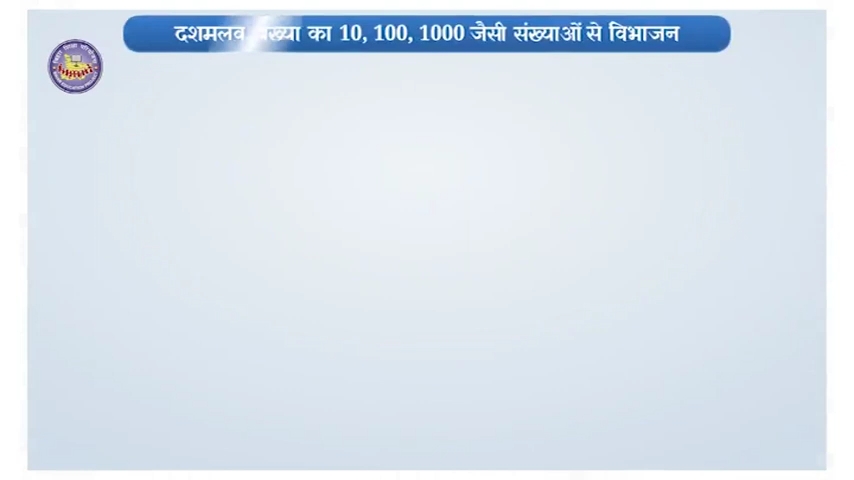 दशमलव संख्या का 10, 100, 1000 जैसी संख्याओं से विभाजन